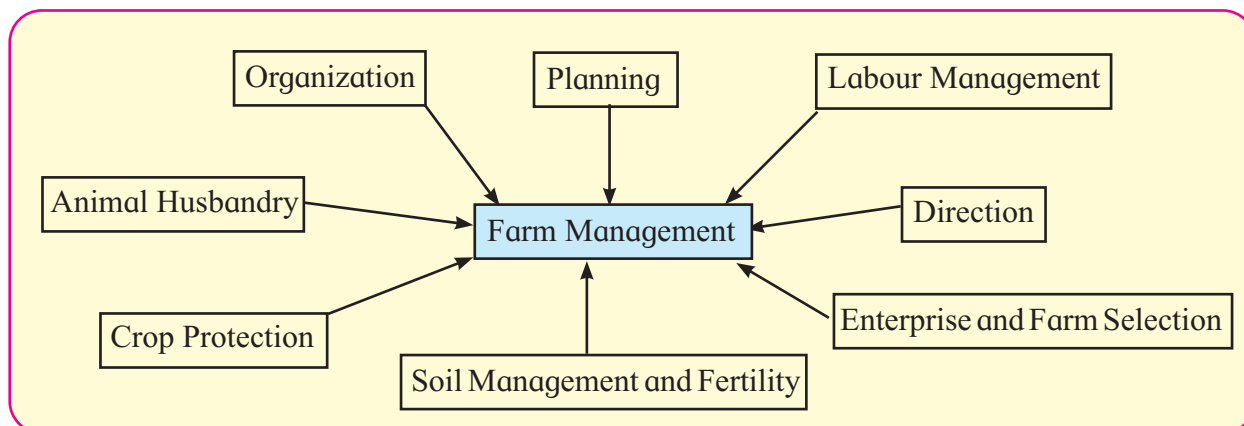 Organization
Planning
Labour Management
Animal Husbandry
Farm Management
Direction
Crop Protection
Soil Management and Fertility
Enterprise and Farm Selection